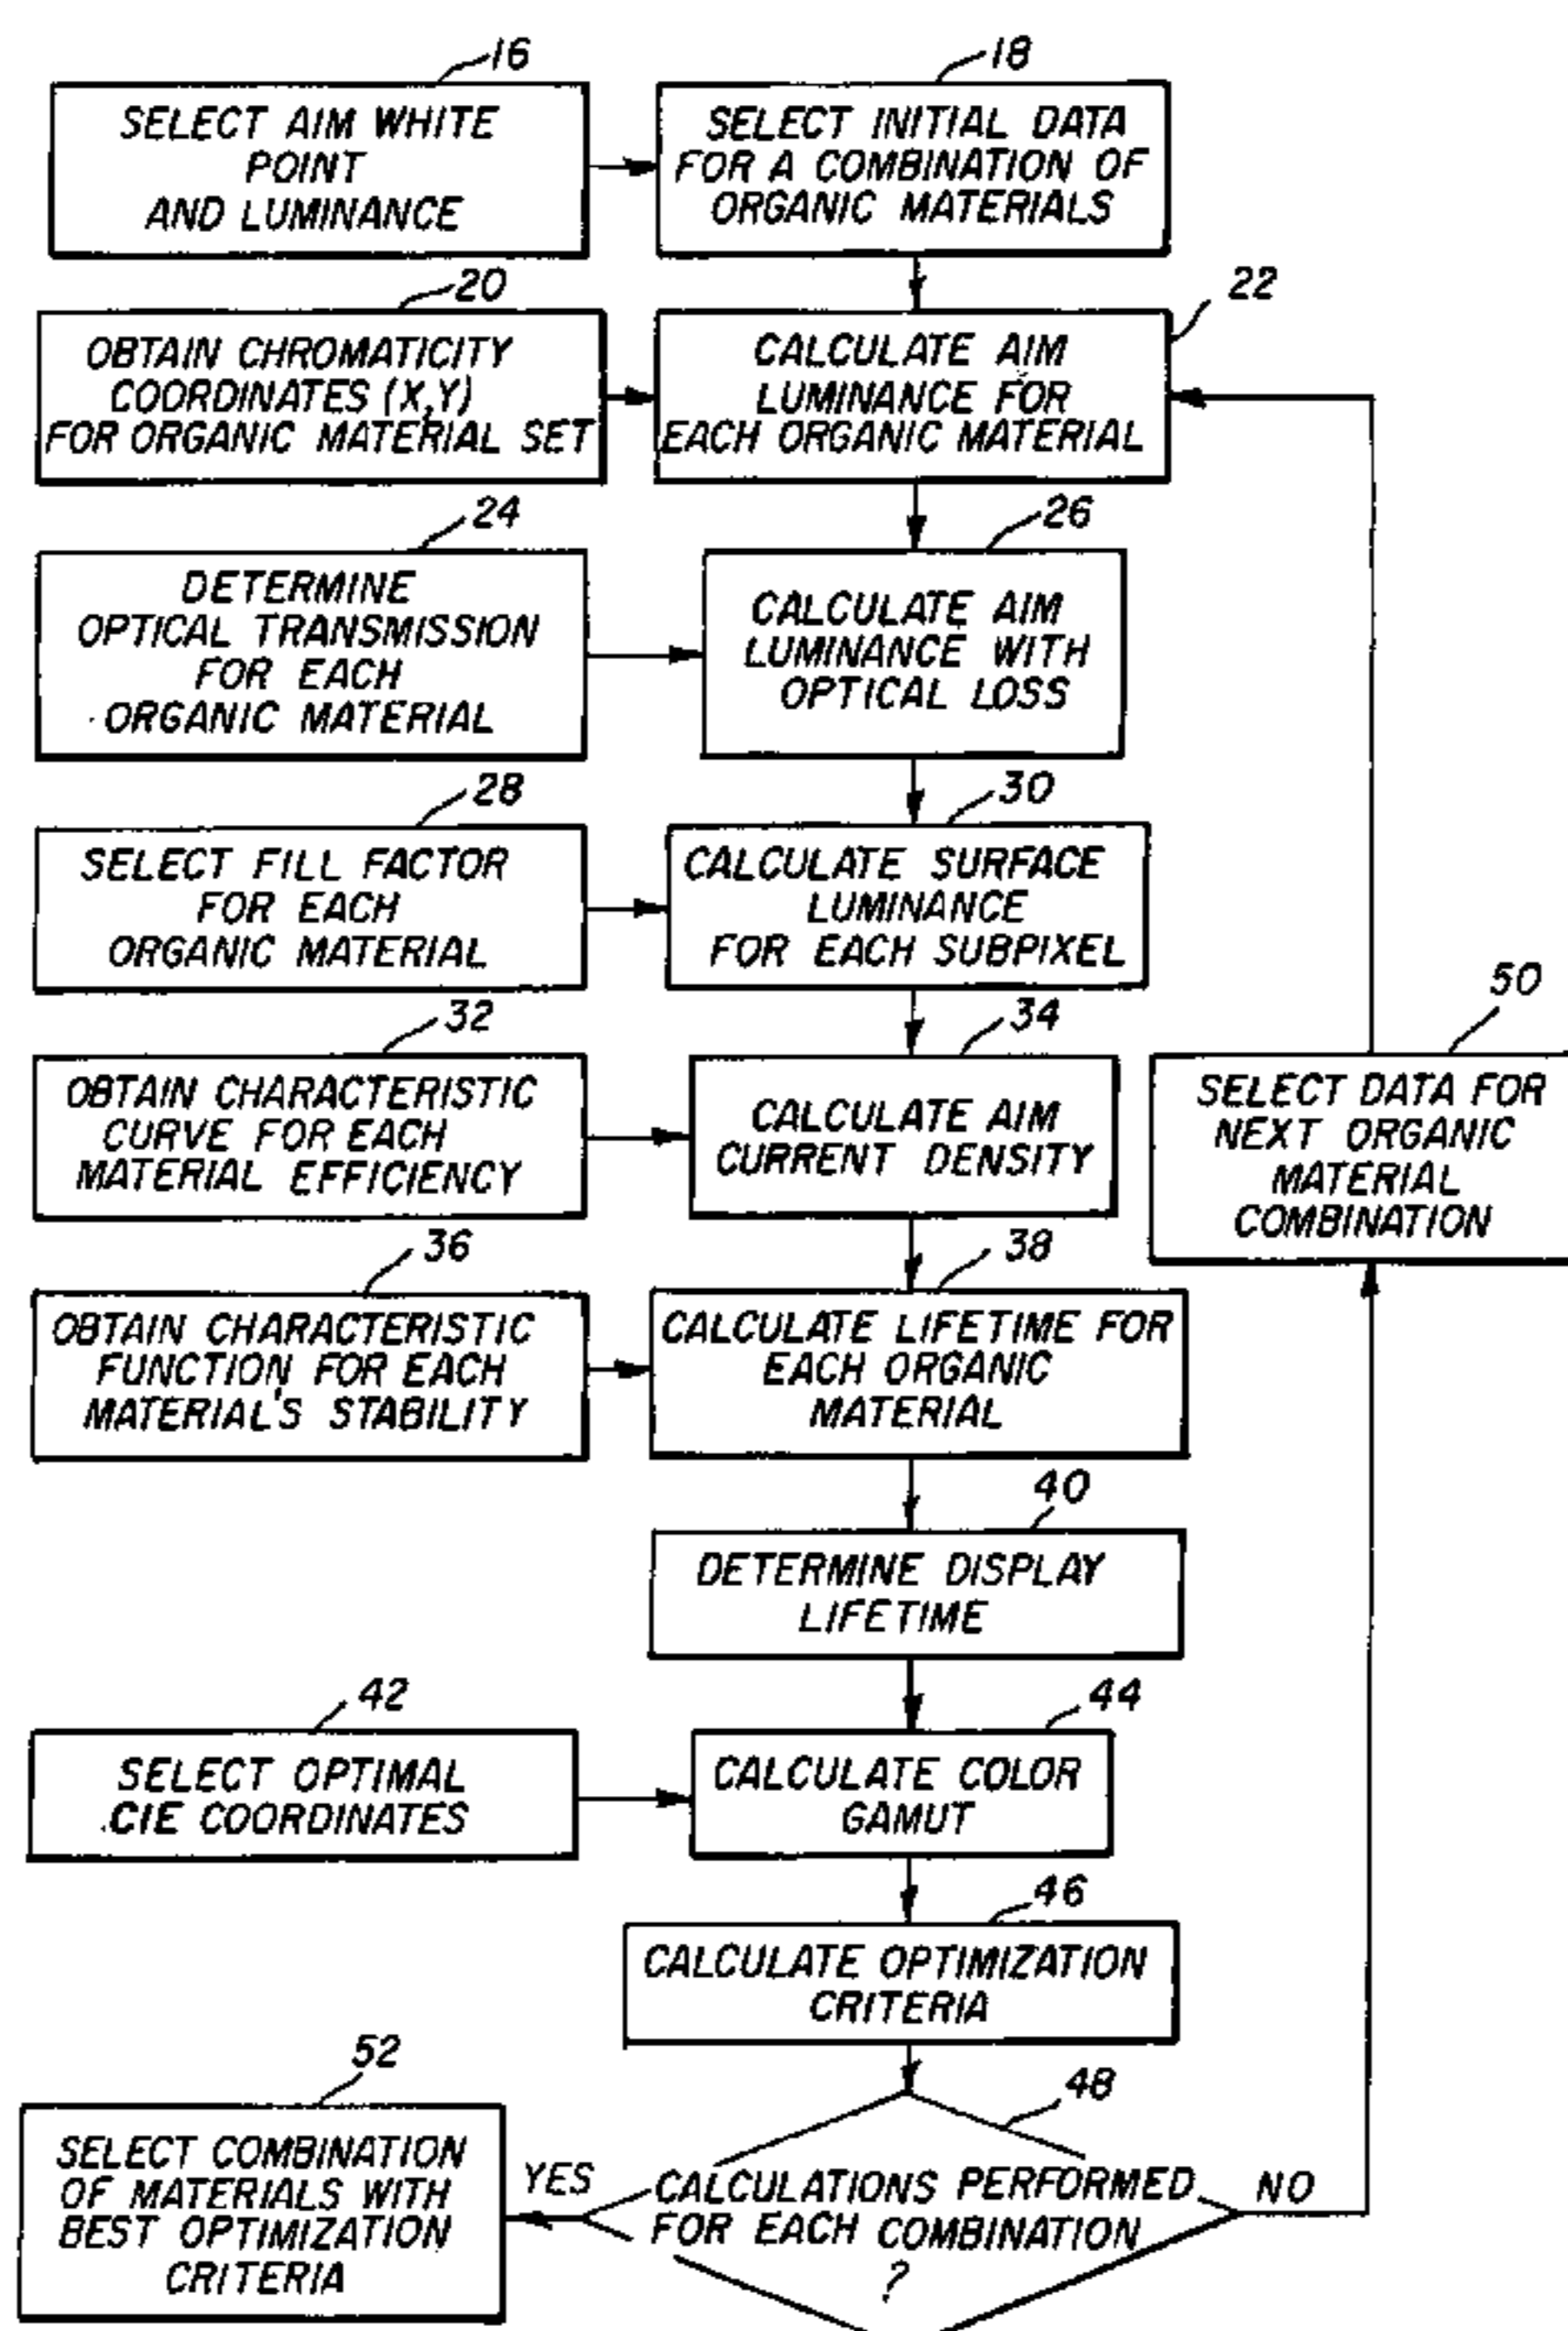 16
SELECT AIM WHITE
POINT
AND LUMINANCE
18
SELECT INITIAL DATA
FOR A COMBINATION OF
ORGANIC MATERIALS
20
OBTAIN CHROMATICITY
COORDINATES (X,Y)
FOR ORGANIC MATERIAL SET
22
CALCULATE AIM
LUMINANCE FOR
EACH ORGANIC MATERIAL
24
DETERMINE
OPTICAL TRANSMISSION
FOR EACH
ORGANIC MATERIAL
26
CALCULATE AIM
LUMINANCE WITH
OPTICAL LOSS
28
SELECT FILL FACTOR
FOR EACH
ORGANIC MATERIAL
30
CALCULATE SURFACE
LUMINANCE
FOR EACH SUBPIXEL
32
OBTAIN CHARACTERISTIC
CURVE FOR EACH
MATERIAL EFFICIENCY
34
CALCULATE AIM
CURRENT DENSITY
50
SELECT DATA FOR
NEXT ORGANIC
MATERIAL
COMBINATION
36
OBTAIN CHARACTERISTIC
FUNCTION FOR EACH
MATERIAL'S STABILITY
38
CALCULATE LIFETIME FOR
EACH ORGANIC
MATERIAL
40
DETERMINE DISPLAY
LIFETIME
42
SELECT OPTIMAL
CIE COORDINATES
44
CALCULATE COLOR
GAMUT
46
CALCULATE OPTIMIZATION
CRITERIA
48
CALCULATIONS PERFORMED
FOR EACH COMBINATION
?
YES
NO
52
SELECT COMBINATION
OF MATERIALS WITH
BEST OPTIMIZATION
CRITERIA